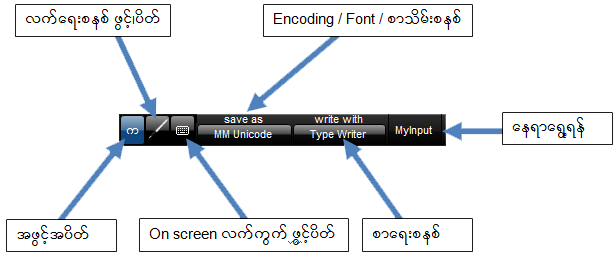 လက်ရေးစနစ် ဖွင့်၊ပိတ်
Encoding / Font / စာသိမ်းစနစ်
က
save as
MM Unicode
write with
Type Writer
MyInput
နေရာရွှေ့ရန်
အဖွင့်အပိတ်
On screen လက်ကွက် ဖွင့်ပိတ်
စာရေးစနစ်